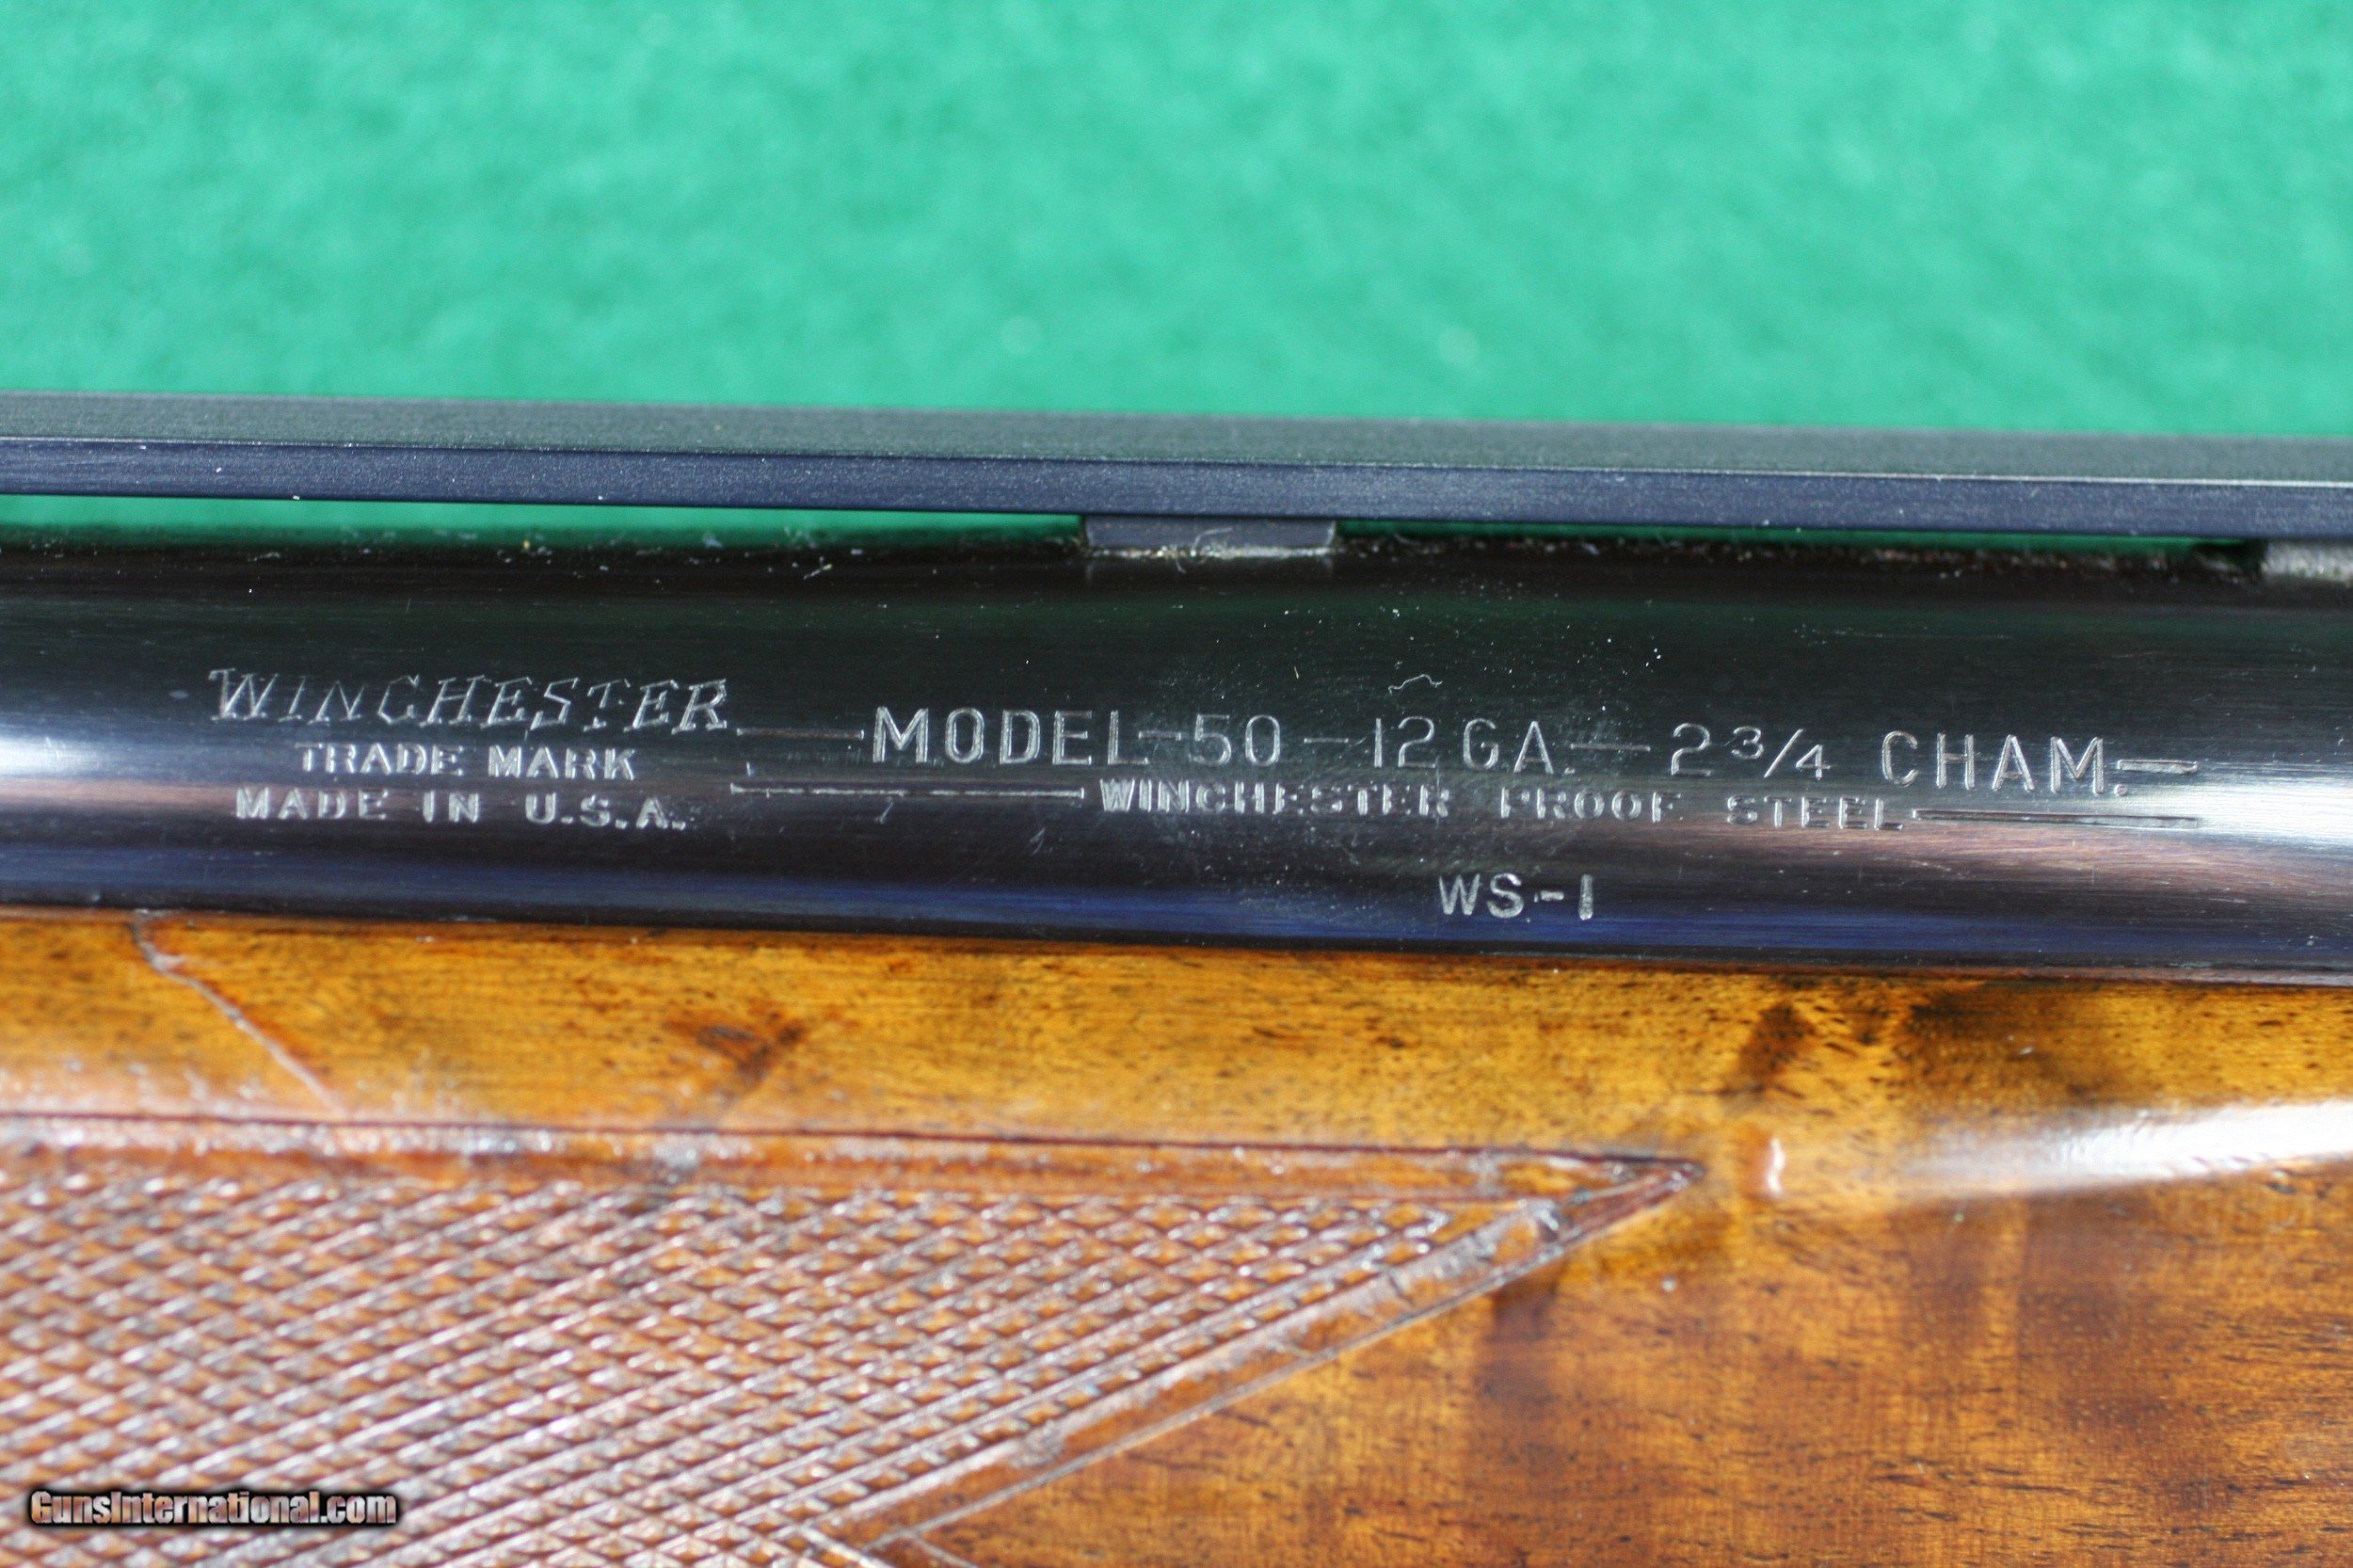 WINCHESTER
TRADE MARK
MADE IN U.S.A.
MODEL-50-12 GA.-2 3/4 CHAM.-
WINCHESTER PROOF STEEL
WS-1
GunsInternational.com